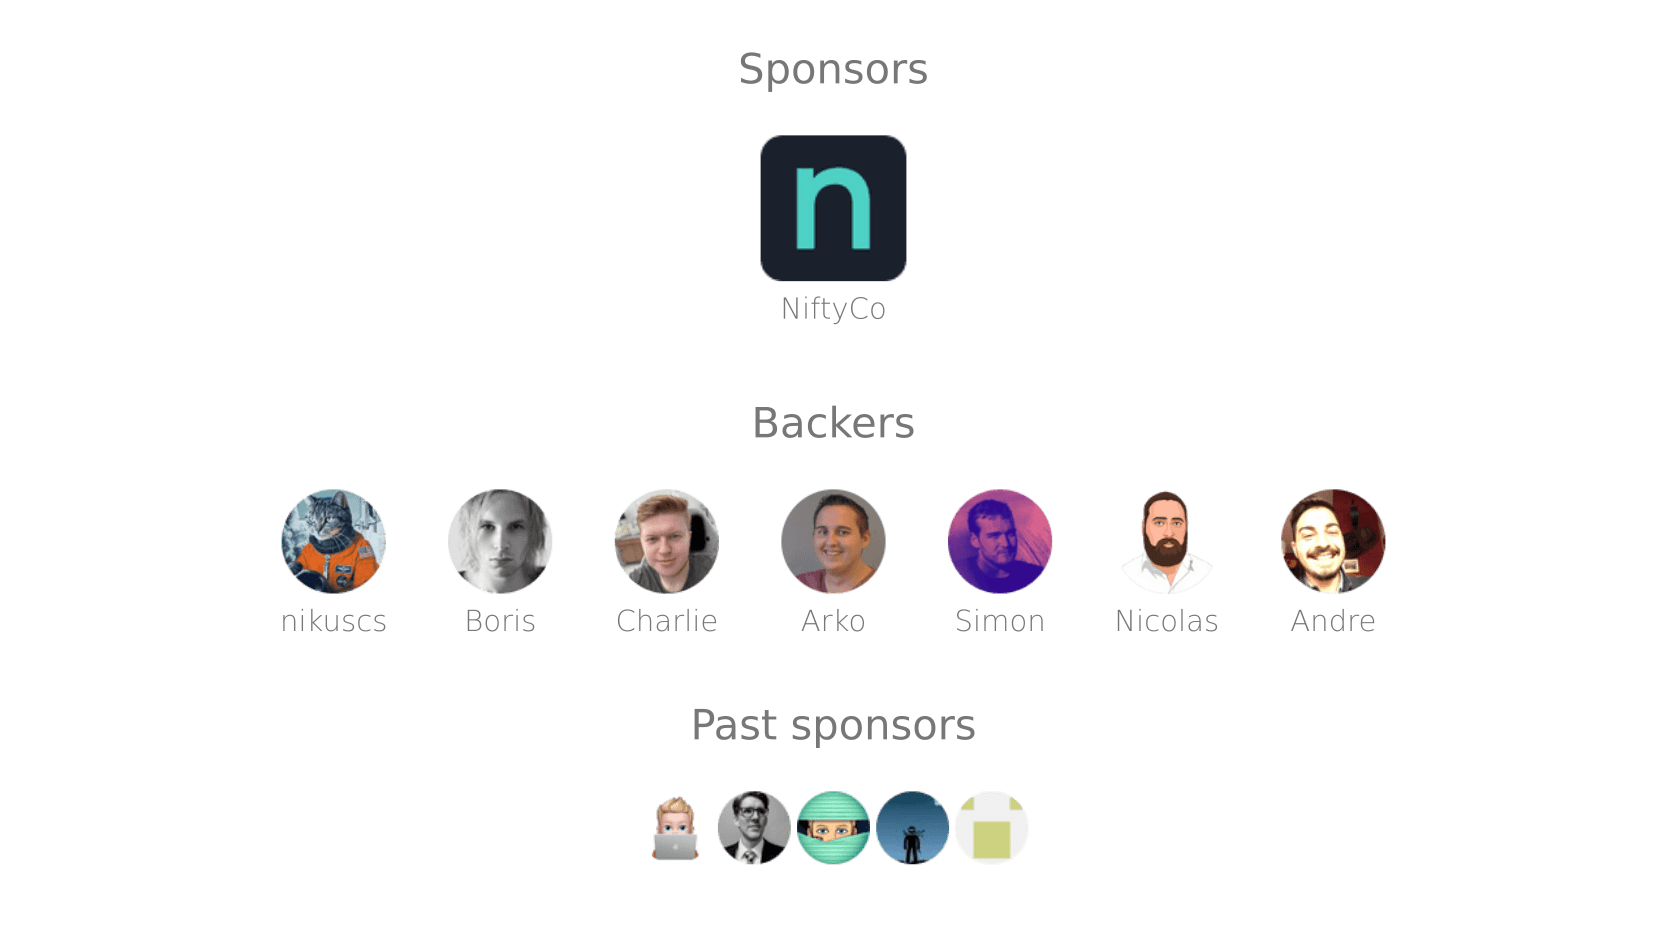 Sponsors
n
NiftyCo
Backers
nikuscs Boris Charlie Arko Simon Nicolas Andre
Past sponsors